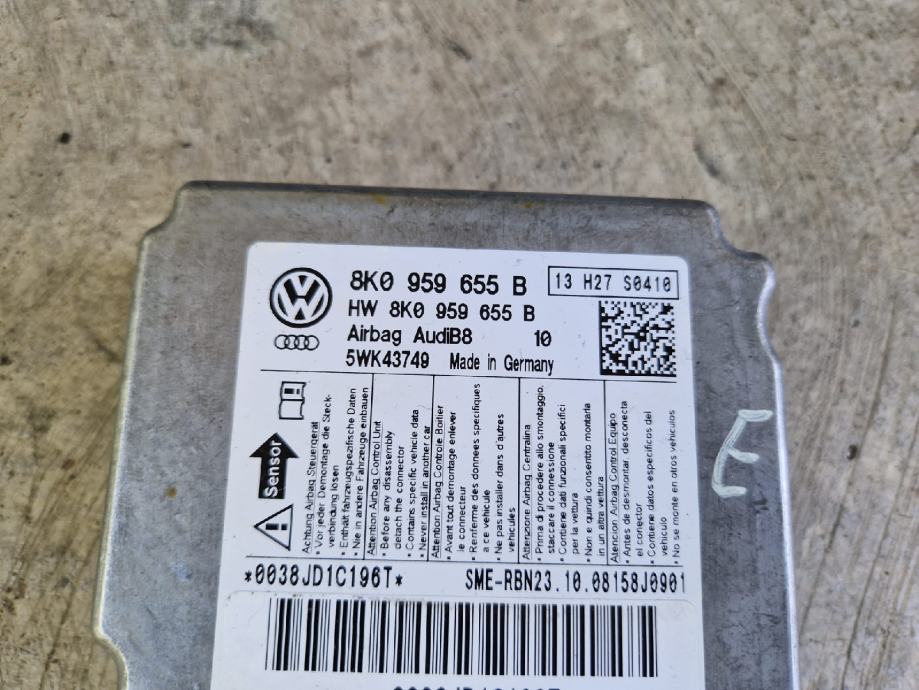 8K0 959 655 B
13 H27 S0410
HW 8K0 959 655 B
Airbag AudiB8 10
5WK43749 Made in Germany
Sensor
Achtung Airbag Steuergerät
• Vor jeder Demontage die Steck-
verbindung lösen
• Enthält fahrzeugspezifische Daten
• Nie in andere Fahrzeuge einbauen
Attention Airbag Control Unit
• Before any disassembly
detach the connector
• Contains specific vehicle data
• Never install in another car
Attention Airbag Controle Boitier
• Avant tout demontage enlever
le connecteur
• Renferme des donnees specifiques
a ce vehicule
• Ne pas installer dans d'autres
vehicules
Attenzione Airbag Centralina
• Prima di procedere allo smontaggio,
staccare il connessione
• Contiene dati funzionali specifici
per la vettura
• Non e quindi consentito montarla
in un altra vettura
Atencion Airbag Control Equipo
• Antes de desmontar desconecta
el conector
• Contiene datos especificos del
vehiculo
• No se monte en otros vehiculos
E
*0038JD1C196T*
SME-RBN23.10.08158J0901